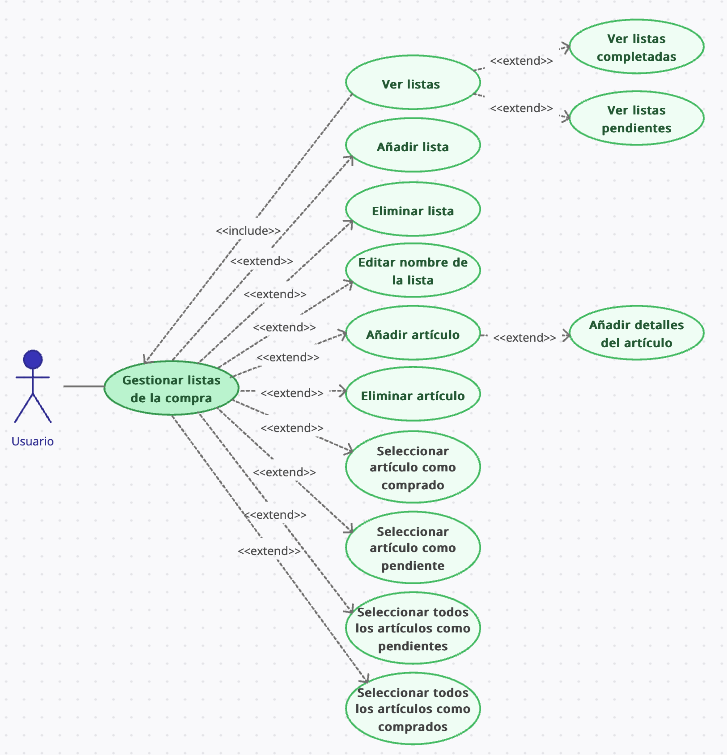 Ver listas
completadas
<<extend>>
Ver listas
<<extend>>
Ver listas
pendientes
Añadir lista
Eliminar lista
<<include>>
<<extend>>
Editar nombre de
la lista
<<extend>>
<<extend>>
Añadir artículo
<<extend>>
Añadir detalles
del artículo
<<extend>>
Gestionar listas
de la compra
<<extend>>
Eliminar artículo
Usuario
<<extend>>
Seleccionar
artículo como
comprado
<<extend>>
<<extend>>
Seleccionar
artículo como
pendiente
<<extend>>
Seleccionar todos
los artículos como
pendientes
Seleccionar todos
los artículos como
comprados